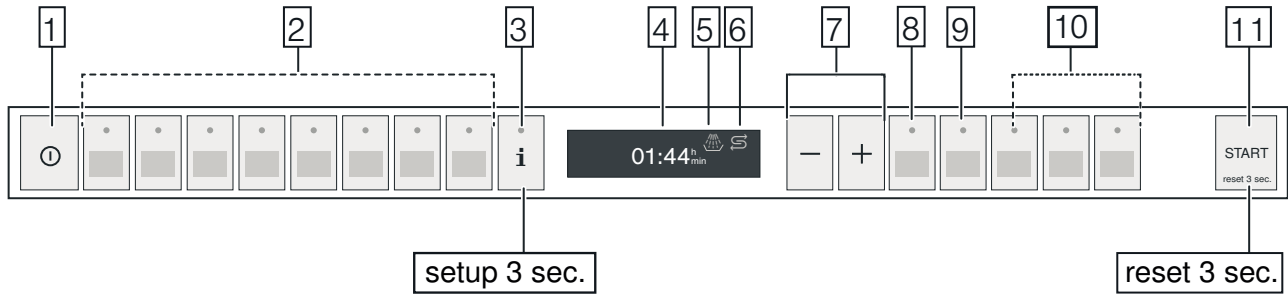 1
2
3
4
5
6
7
8
9
10
11
i
01:44 h min
− +
START
reset 3 sec.
setup 3 sec.
reset 3 sec.